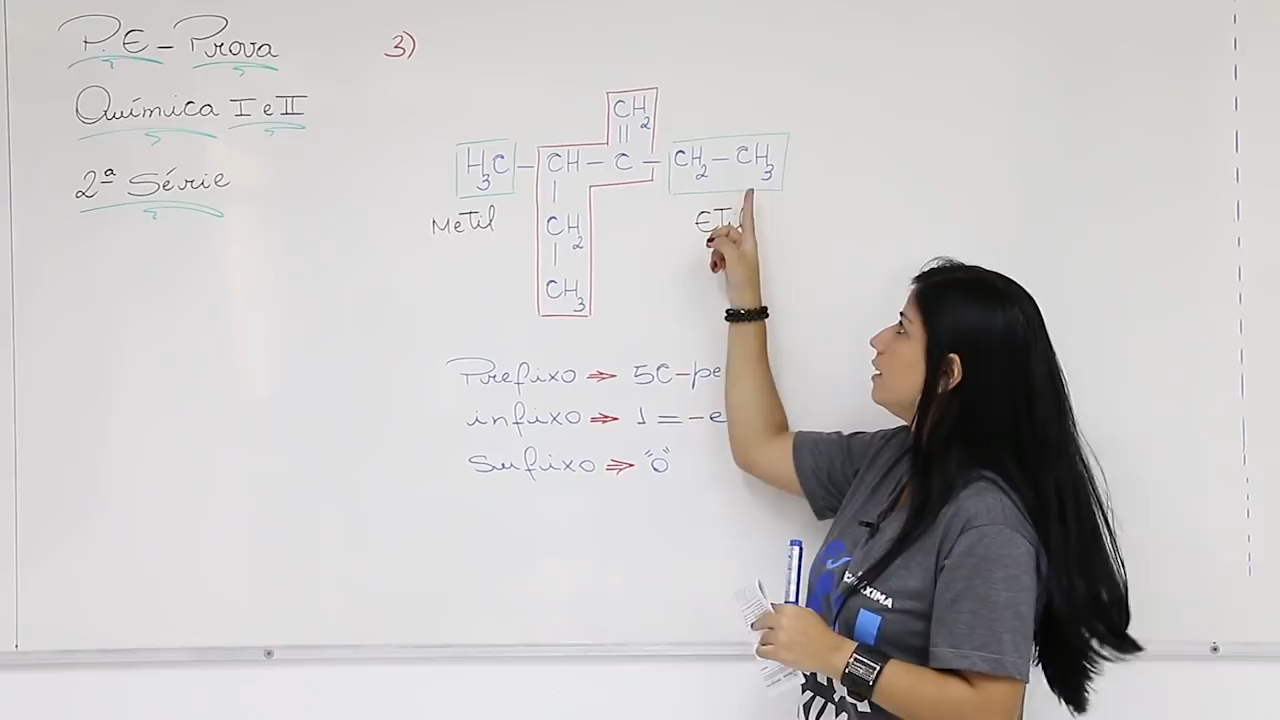 P.E - Prova
Química I e II
2ª Série
3)
CH2
||
H3C - CH - C - CH2 - CH3
|
CH2
|
CH3
Metil
Prefixo ⇒ 5C-pe
infixo ⇒ 1 = -e
Sufixo ⇒ "o"